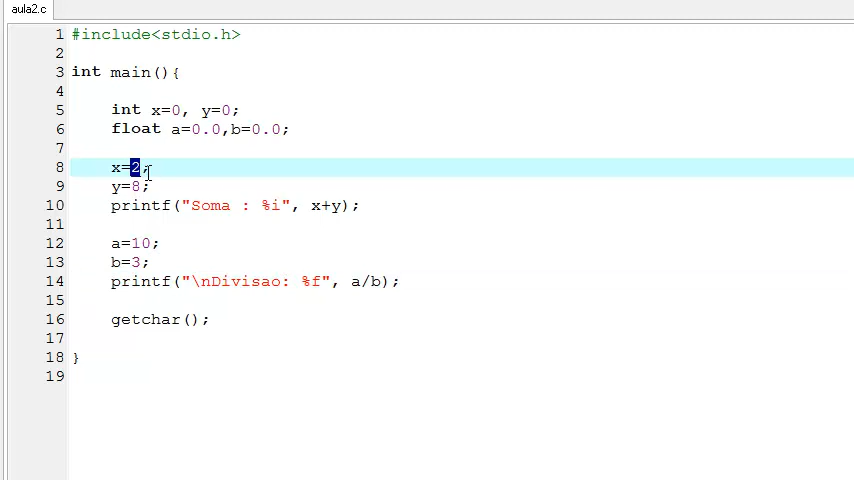 aula2.c
1 #include<stdio.h>
2
3 int main(){
4
5 int x=0, y=0;
6 float a=0.0,b=0.0;
7
8 x=2;
9 y=8;
10 printf("Soma : %i", x+y);
11
12 a=10;
13 b=3;
14 printf("\nDivisao: %f", a/b);
15
16 getchar();
17
18 }
19